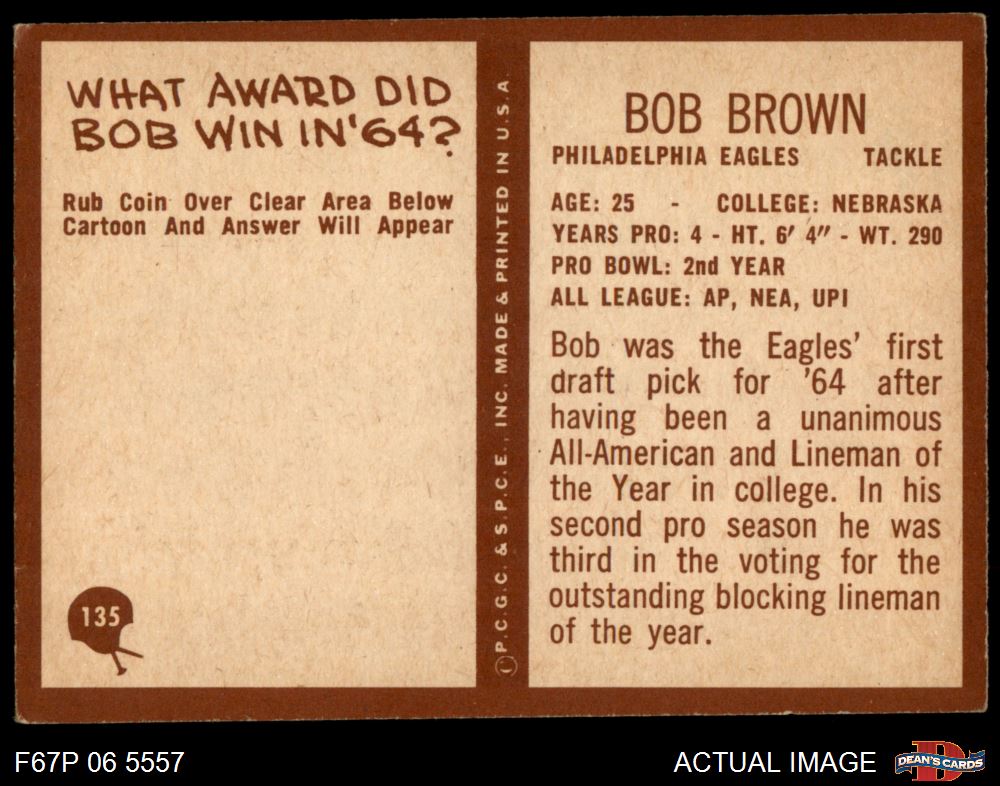 WHAT AWARD DID
BOB WIN IN '64?
Rub Coin Over Clear Area Below
Cartoon And Answer Will Appear
135
©P.C.G.C. & S.P.C.E., INC. MADE & PRINTED IN U.S.A
BOB BROWN
PHILADELPHIA EAGLES TACKLE
AGE: 25 - COLLEGE: NEBRASKA
YEARS PRO: 4 - HT. 6' 4" - WT. 290
PRO BOWL: 2nd YEAR
ALL LEAGUE: AP, NEA, UPI
Bob was the Eagles' first
draft pick for '64 after
having been a unanimous
All-American and Lineman of
the Year in college. In his
second pro season he was
third in the voting for the
outstanding blocking lineman
of the year.
F67P 06 5557
ACTUAL IMAGE
D
DEAN'S CARDS